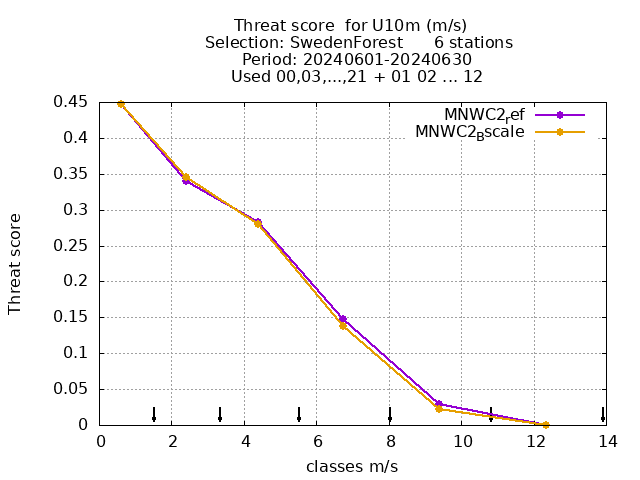 Threat score  for U10m (m/s)
Selection: SwedenForest      6 stations
Period: 20240601-20240630
Used 00,03,...,21 + 01 02 ... 12
MNWC2_ref
MNWC2_Bscale
0.45
0.4
0.35
0.3
0.25
0.2
0.15
0.1
0.05
0
Threat score
0 2 4 6 8 10 12 14
classes m/s